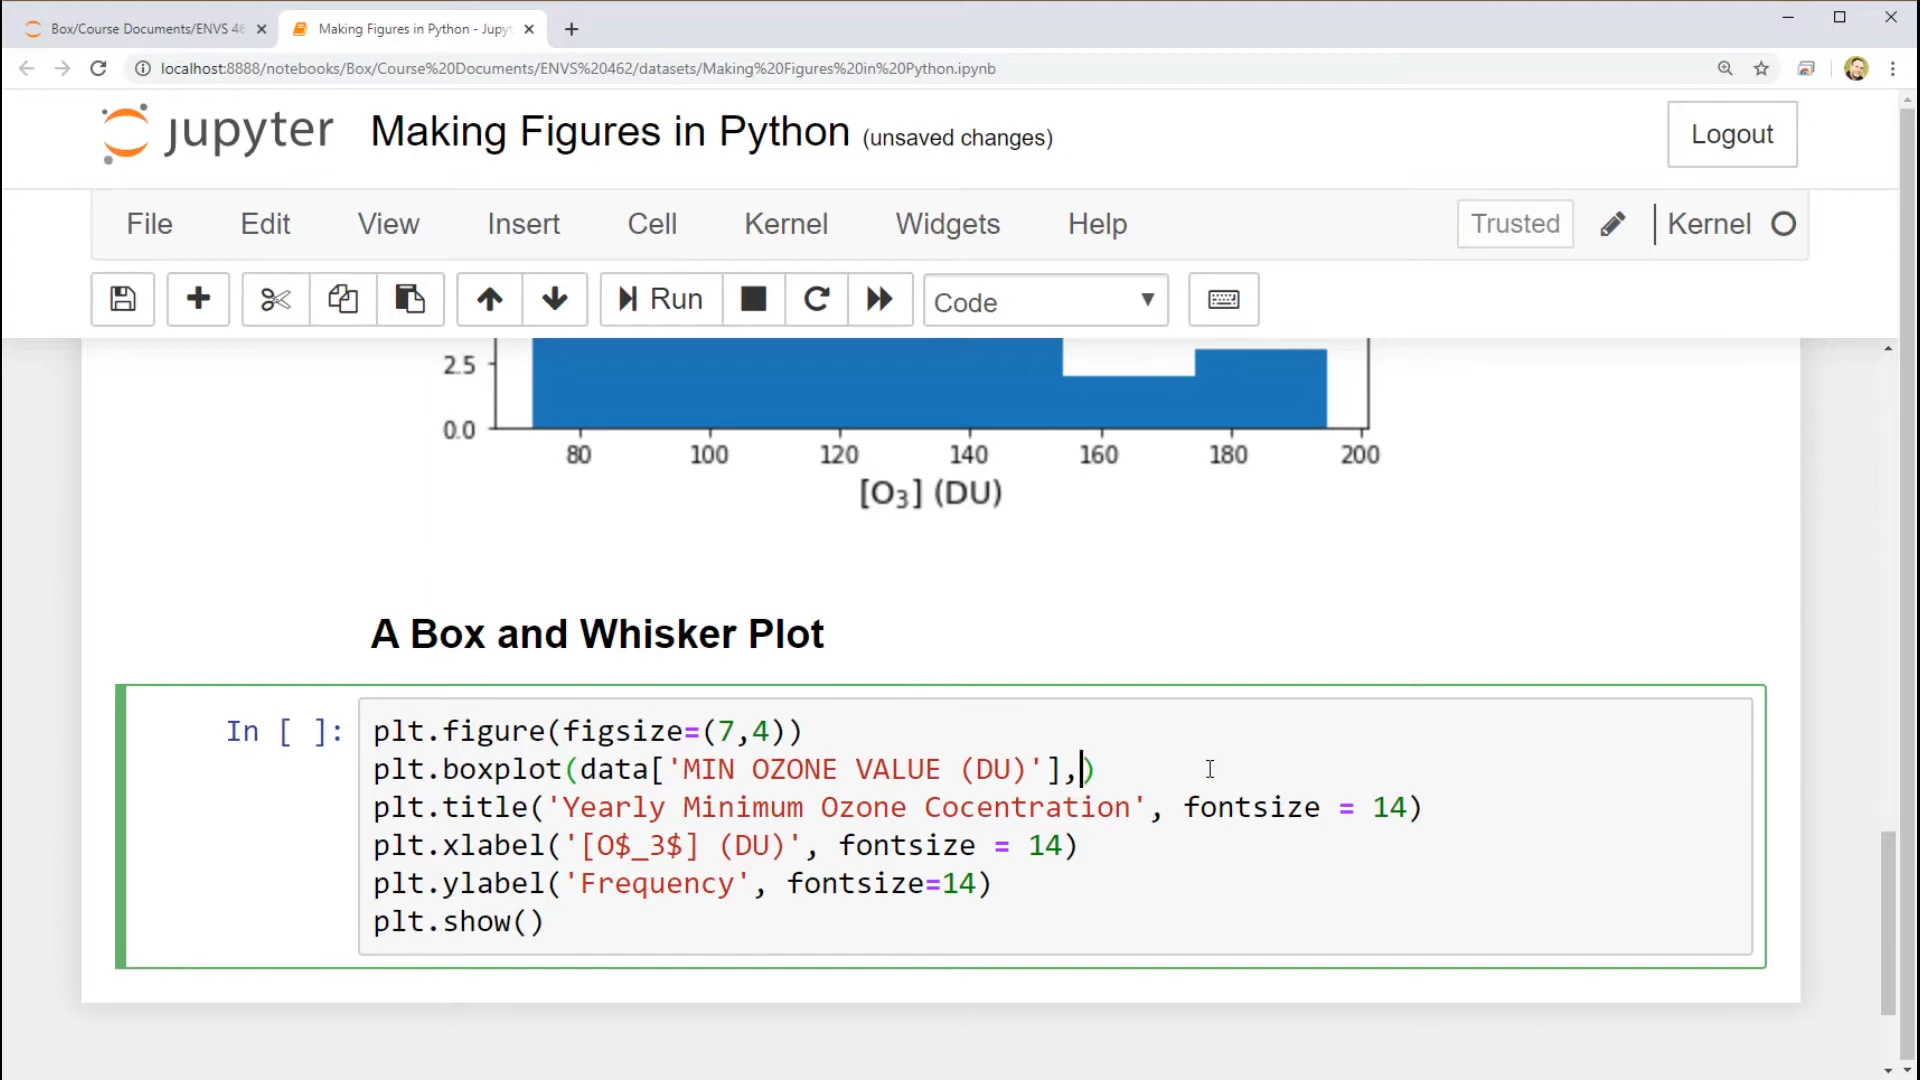 Box/Course Documents/ENVS 46
Making Figures in Python - Jupyt
localhost:8888/notebooks/Box/Course%20Documents/ENVS%20462/datasets/Making%20Figures%20in%20Python.ipynb
jupyter Making Figures in Python (unsaved changes) Logout
File Edit View Insert Cell Kernel Widgets Help Trusted Kernel
Run Code
2.5
0.0
80 100 120 140 160 180 200
[O₃] (DU)
A Box and Whisker Plot
In [ ]:
plt.figure(figsize=(7,4))
plt.boxplot(data['MIN OZONE VALUE (DU)'],)
plt.title('Yearly Minimum Ozone Cocentration', fontsize = 14)
plt.xlabel('[O$_3$] (DU)', fontsize = 14)
plt.ylabel('Frequency', fontsize=14)
plt.show()